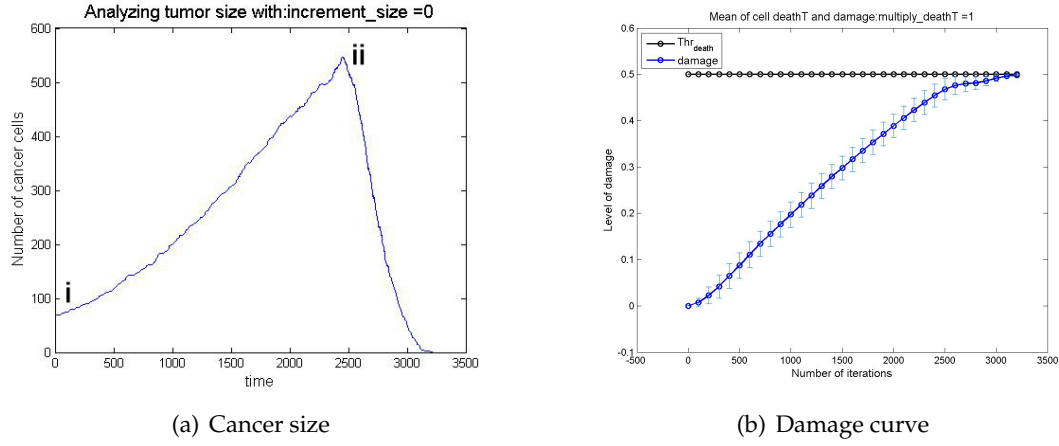 Analyzing tumor size with:increment_size =0
600
500
400
300
200
100
0
Number of cancer cells
i
ii
0 500 1000 1500 2000 2500 3000 3500
time
(a) Cancer size
Mean of cell deathT and damage:multiply_deathT =1
Thr_death
damage
0.6
0.5
0.4
0.3
0.2
0.1
0
-0.1
Level of damage
-500 0 500 1000 1500 2000 2500 3000 3500
Number of iterations
(b) Damage curve